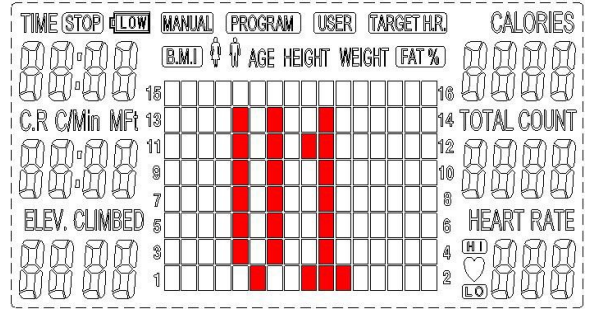 TIME STOP LOW MANUAL PROGRAM USER TARGET H.R. CALORIES
B.M.I AGE HEIGHT WEIGHT FAT %
15 16
C.R C/Min MFt 13 14 TOTAL COUNT
11 12
9 10
7 8
ELEV. CLIMBED 5 6 HEART RATE
3 4 HI
1 2 LO